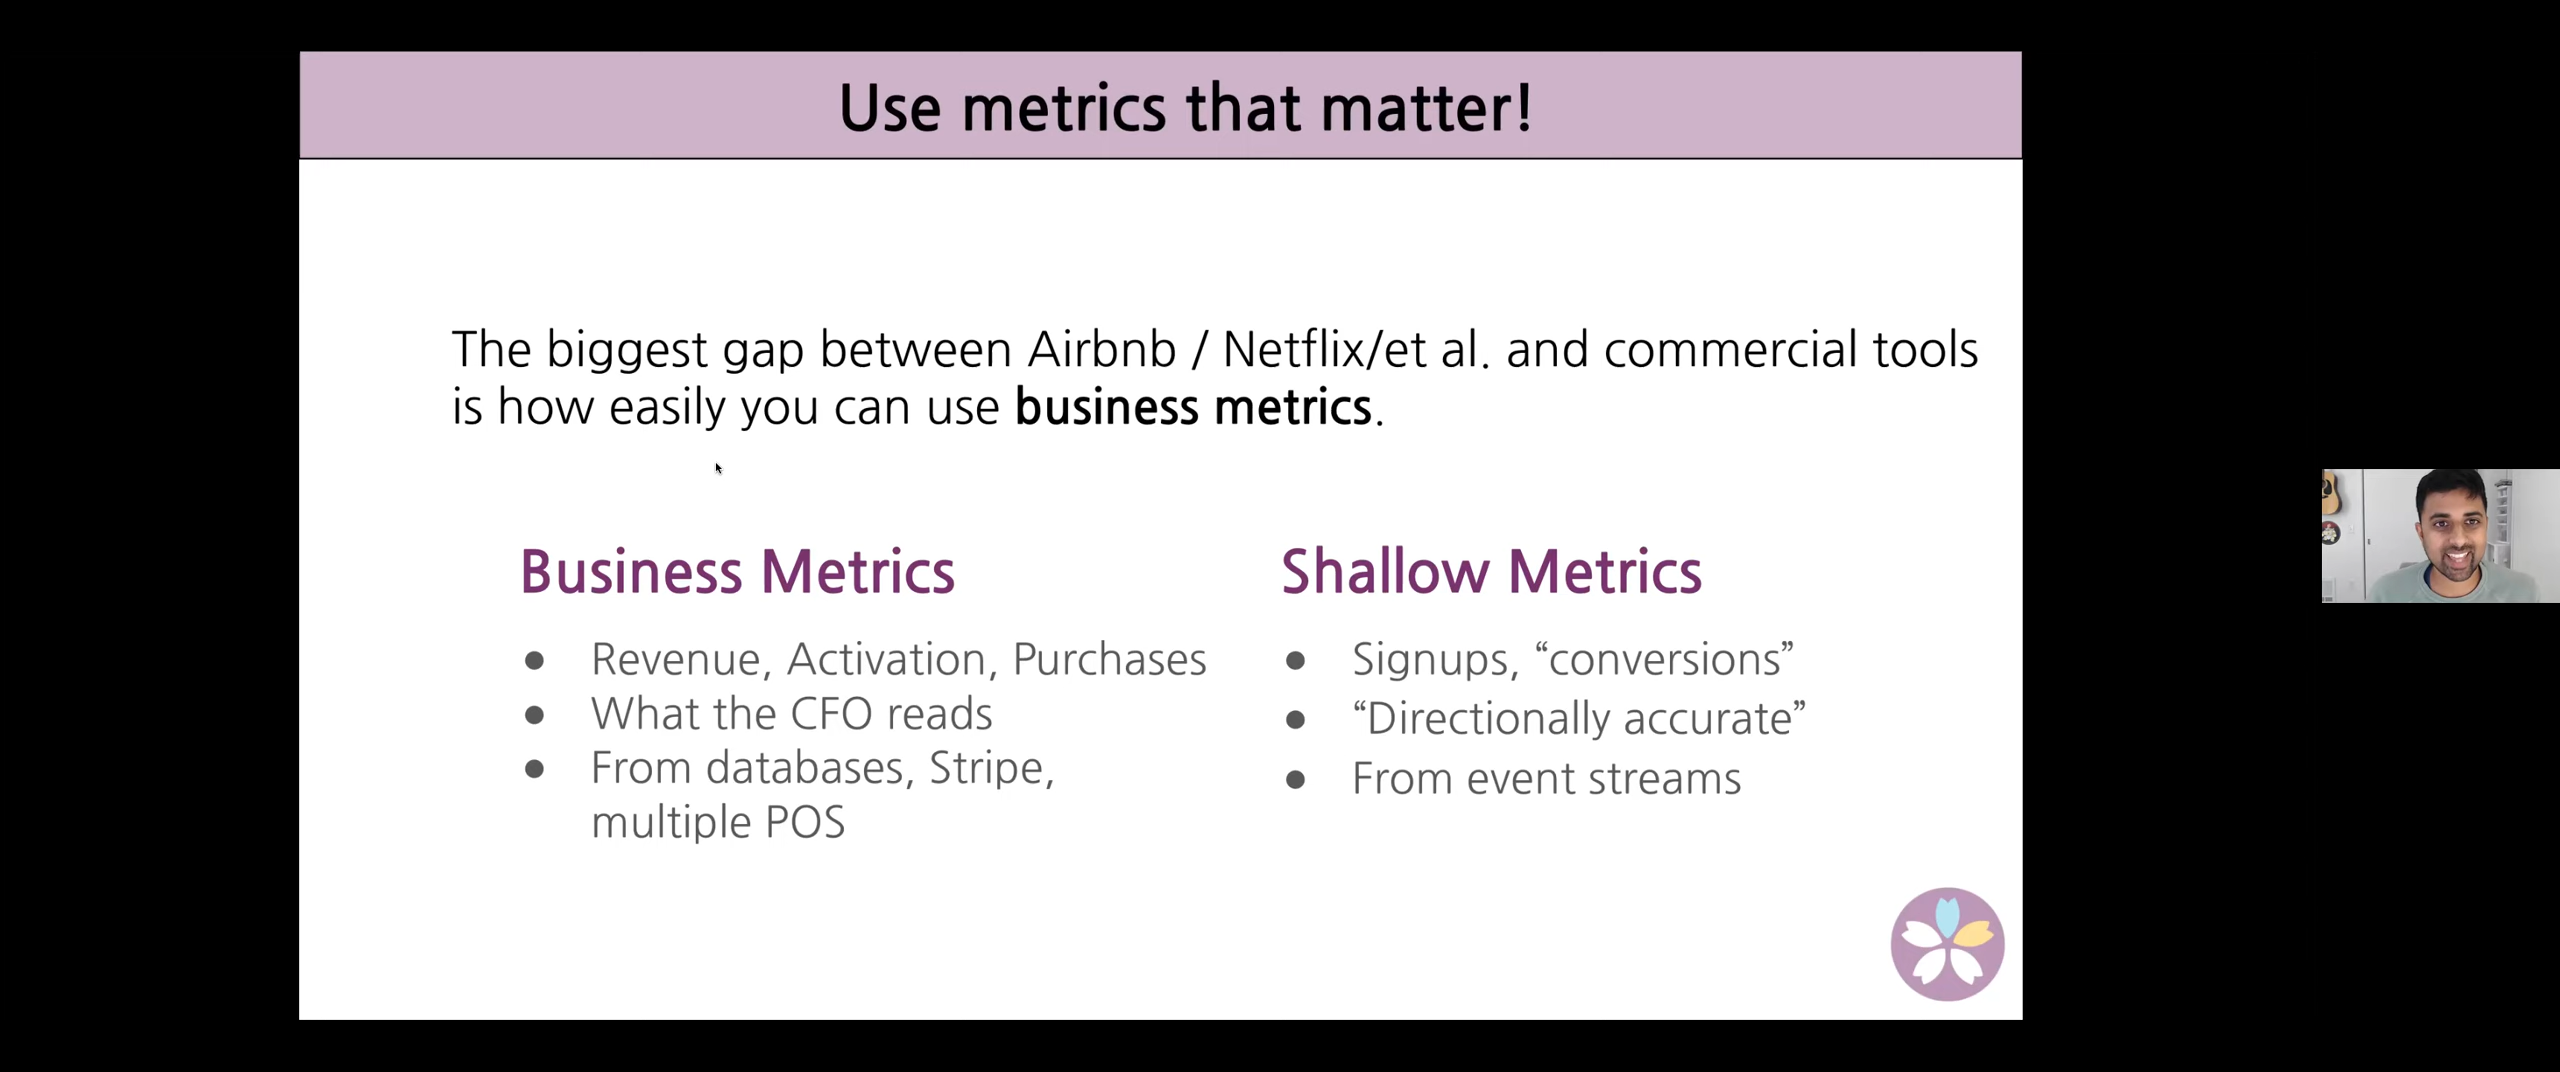 Use metrics that matter!
The biggest gap between Airbnb / Netflix/et al. and commercial tools
is how easily you can use business metrics.
Business Metrics
● Revenue, Activation, Purchases
● What the CFO reads
● From databases, Stripe,
multiple POS
Shallow Metrics
● Signups, “conversions”
● “Directionally accurate”
● From event streams